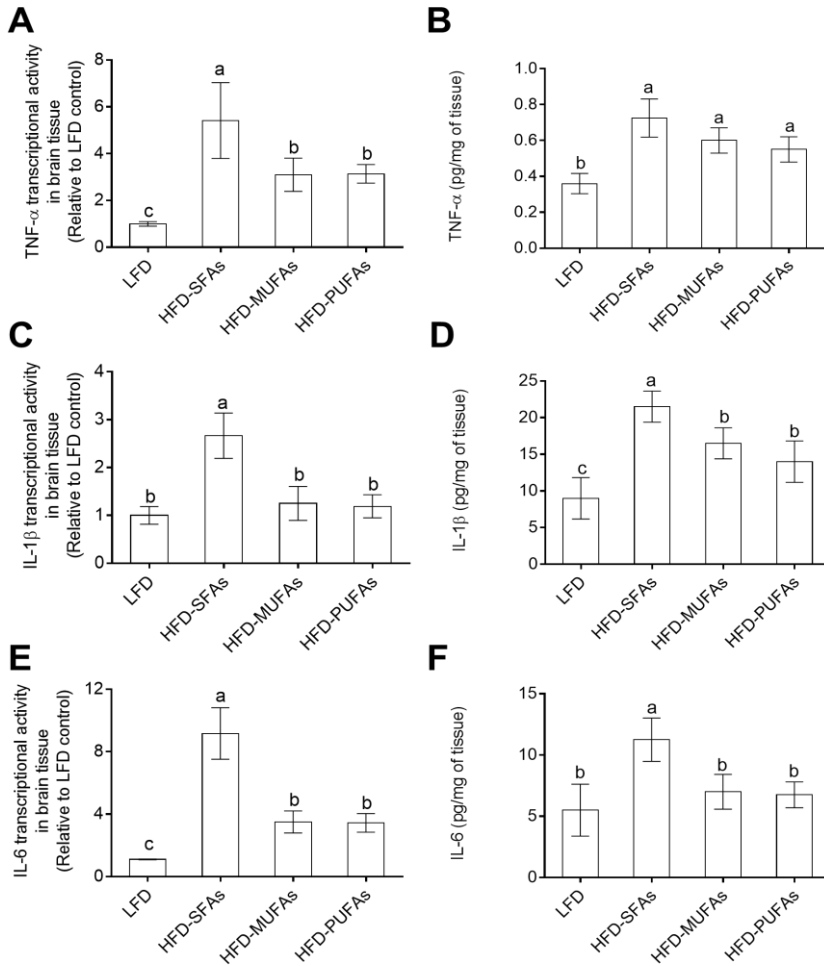 A
TNF-α transcriptional activity
in brain tissue
(Relative to LFD control)
8
6
4
2
0
c
a
b
b
LFD
HFD-SFAs
HFD-MUFAs
HFD-PUFAs
B
TNF-α (pg/mg of tissue)
1.0
0.8
0.6
0.4
0.2
0.0
b
a
a
a
LFD
HFD-SFAs
HFD-MUFAs
HFD-PUFAs
C
IL-1β transcriptional activity
in brain tissue
(Relative to LFD control)
4
3
2
1
0
b
a
b
b
LFD
HFD-SFAs
HFD-MUFAs
HFD-PUFAs
D
IL-1β (pg/mg of tissue)
25
20
15
10
5
0
c
a
b
b
LFD
HFD-SFAs
HFD-MUFAs
HFD-PUFAs
E
IL-6 transcriptional activity
in brain tissue
(Relative to LFD control)
12
8
4
0
c
a
b
b
LFD
HFD-SFAs
HFD-MUFAs
HFD-PUFAs
F
IL-6 (pg/mg of tissue)
15
10
5
0
b
a
b
b
LFD
HFD-SFAs
HFD-MUFAs
HFD-PUFAs